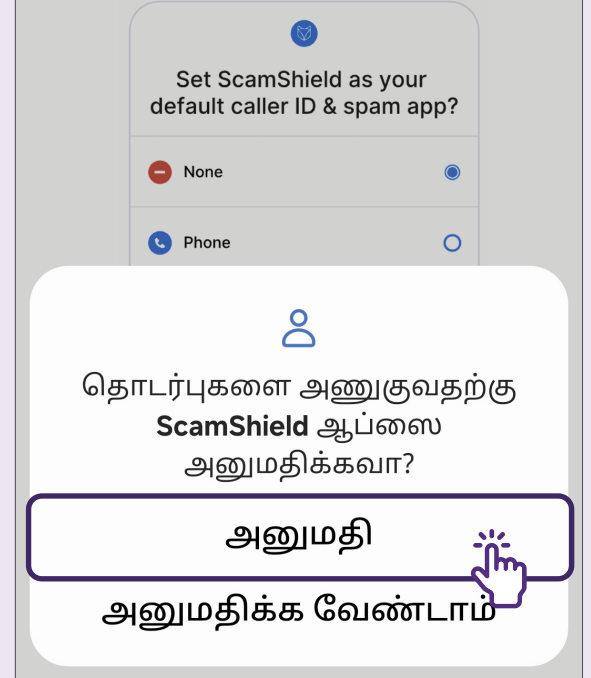 Set ScamShield as your
default caller ID & spam app?
None
Phone
தொடர்புகளை அணுகுவதற்கு
ScamShield ஆப்ஸை
அனுமதிக்கவா?
அனுமதி
அனுமதிக்க வேண்டாம்